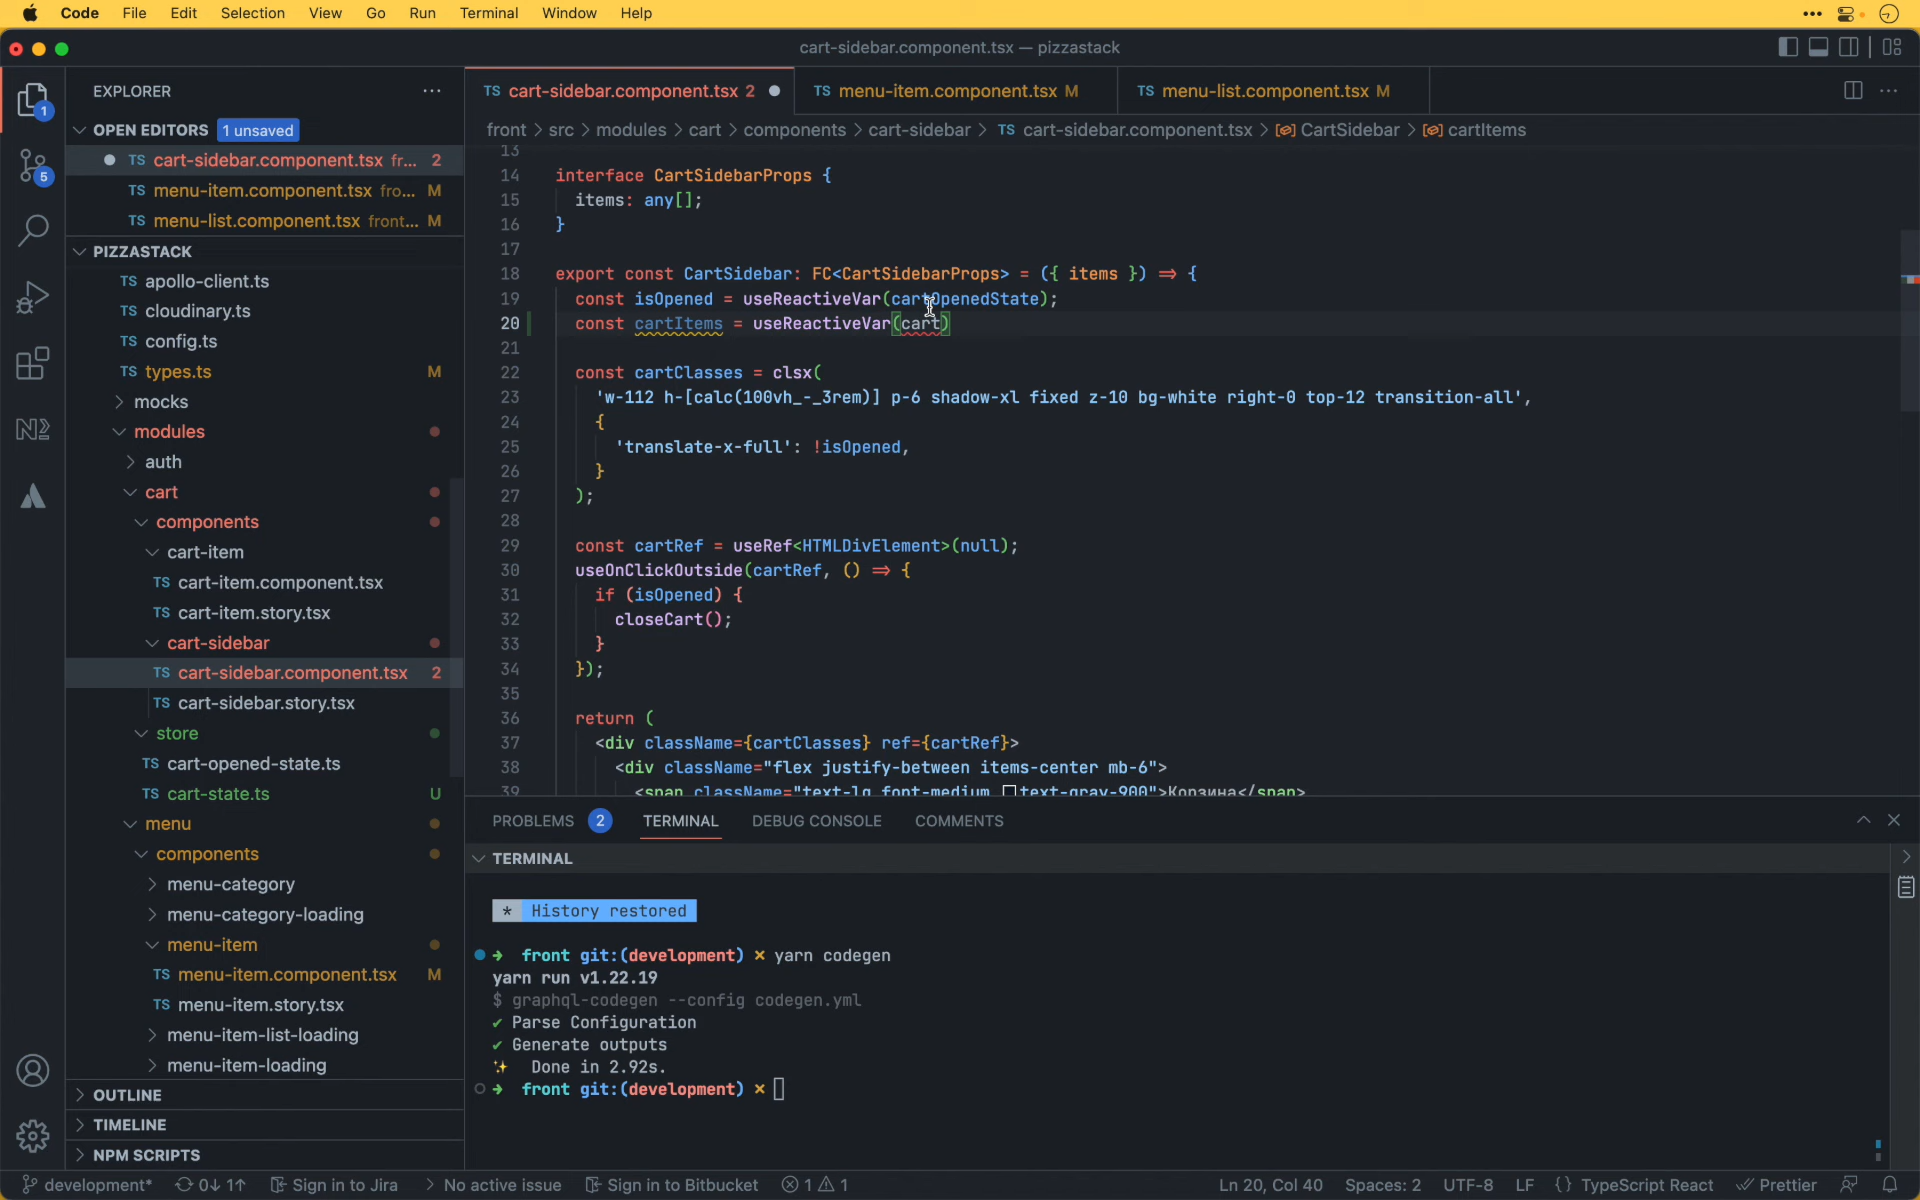 Code File Edit Selection View Go Run Terminal Window Help
cart-sidebar.component.tsx — pizzastack
EXPLORER
TS cart-sidebar.component.tsx 2
TS menu-item.component.tsx M
TS menu-list.component.tsx M
OPEN EDITORS 1 unsaved
front > src > modules > cart > components > cart-sidebar > TS cart-sidebar.component.tsx > CartSidebar > cartItems
TS cart-sidebar.component.tsx fr... 2
TS menu-item.component.tsx fro... M
TS menu-list.component.tsx front... M
PIZZASTACK
TS apollo-client.ts
TS cloudinary.ts
TS config.ts
TS types.ts M
mocks
modules
auth
cart
components
cart-item
TS cart-item.component.tsx
TS cart-item.story.tsx
cart-sidebar
TS cart-sidebar.component.tsx 2
TS cart-sidebar.story.tsx
store
TS cart-opened-state.ts
TS cart-state.ts U
menu
components
menu-category
menu-category-loading
menu-item
TS menu-item.component.tsx M
TS menu-item.story.tsx
menu-item-list-loading
menu-item-loading
OUTLINE
TIMELINE
NPM SCRIPTS
1
5
13
14 interface CartSidebarProps {
15 items: any[];
16 }
17
18 export const CartSidebar: FC<CartSidebarProps> = ({ items }) => {
19 const isOpened = useReactiveVar(cartOpenedState);
20 const cartItems = useReactiveVar(cart)
21
22 const cartClasses = clsx(
23 'w-112 h-[calc(100vh_-_3rem)] p-6 shadow-xl fixed z-10 bg-white right-0 top-12 transition-all',
24 {
25 'translate-x-full': !isOpened,
26 }
27 );
28
29 const cartRef = useRef<HTMLDivElement>(null);
30 useOnClickOutside(cartRef, () => {
31 if (isOpened) {
32 closeCart();
33 }
34 });
35
36 return (
37 <div className={cartClasses} ref={cartRef}>
38 <div className="flex justify-between items-center mb-6">
39 <span className="text-lg font-medium text-gray-900">Корзина</span>
PROBLEMS 2 TERMINAL DEBUG CONSOLE COMMENTS
TERMINAL
* History restored
➜ front git:(development) × yarn codegen
yarn run v1.22.19
$ graphql-codegen --config codegen.yml
✔ Parse Configuration
✔ Generate outputs
✨ Done in 2.92s.
➜ front git:(development) ×
development* 0↓ 1↑ Sign in to Jira No active issue Sign in to Bitbucket 1 1 Ln 20, Col 40 Spaces: 2 UTF-8 LF {} TypeScript React Prettier